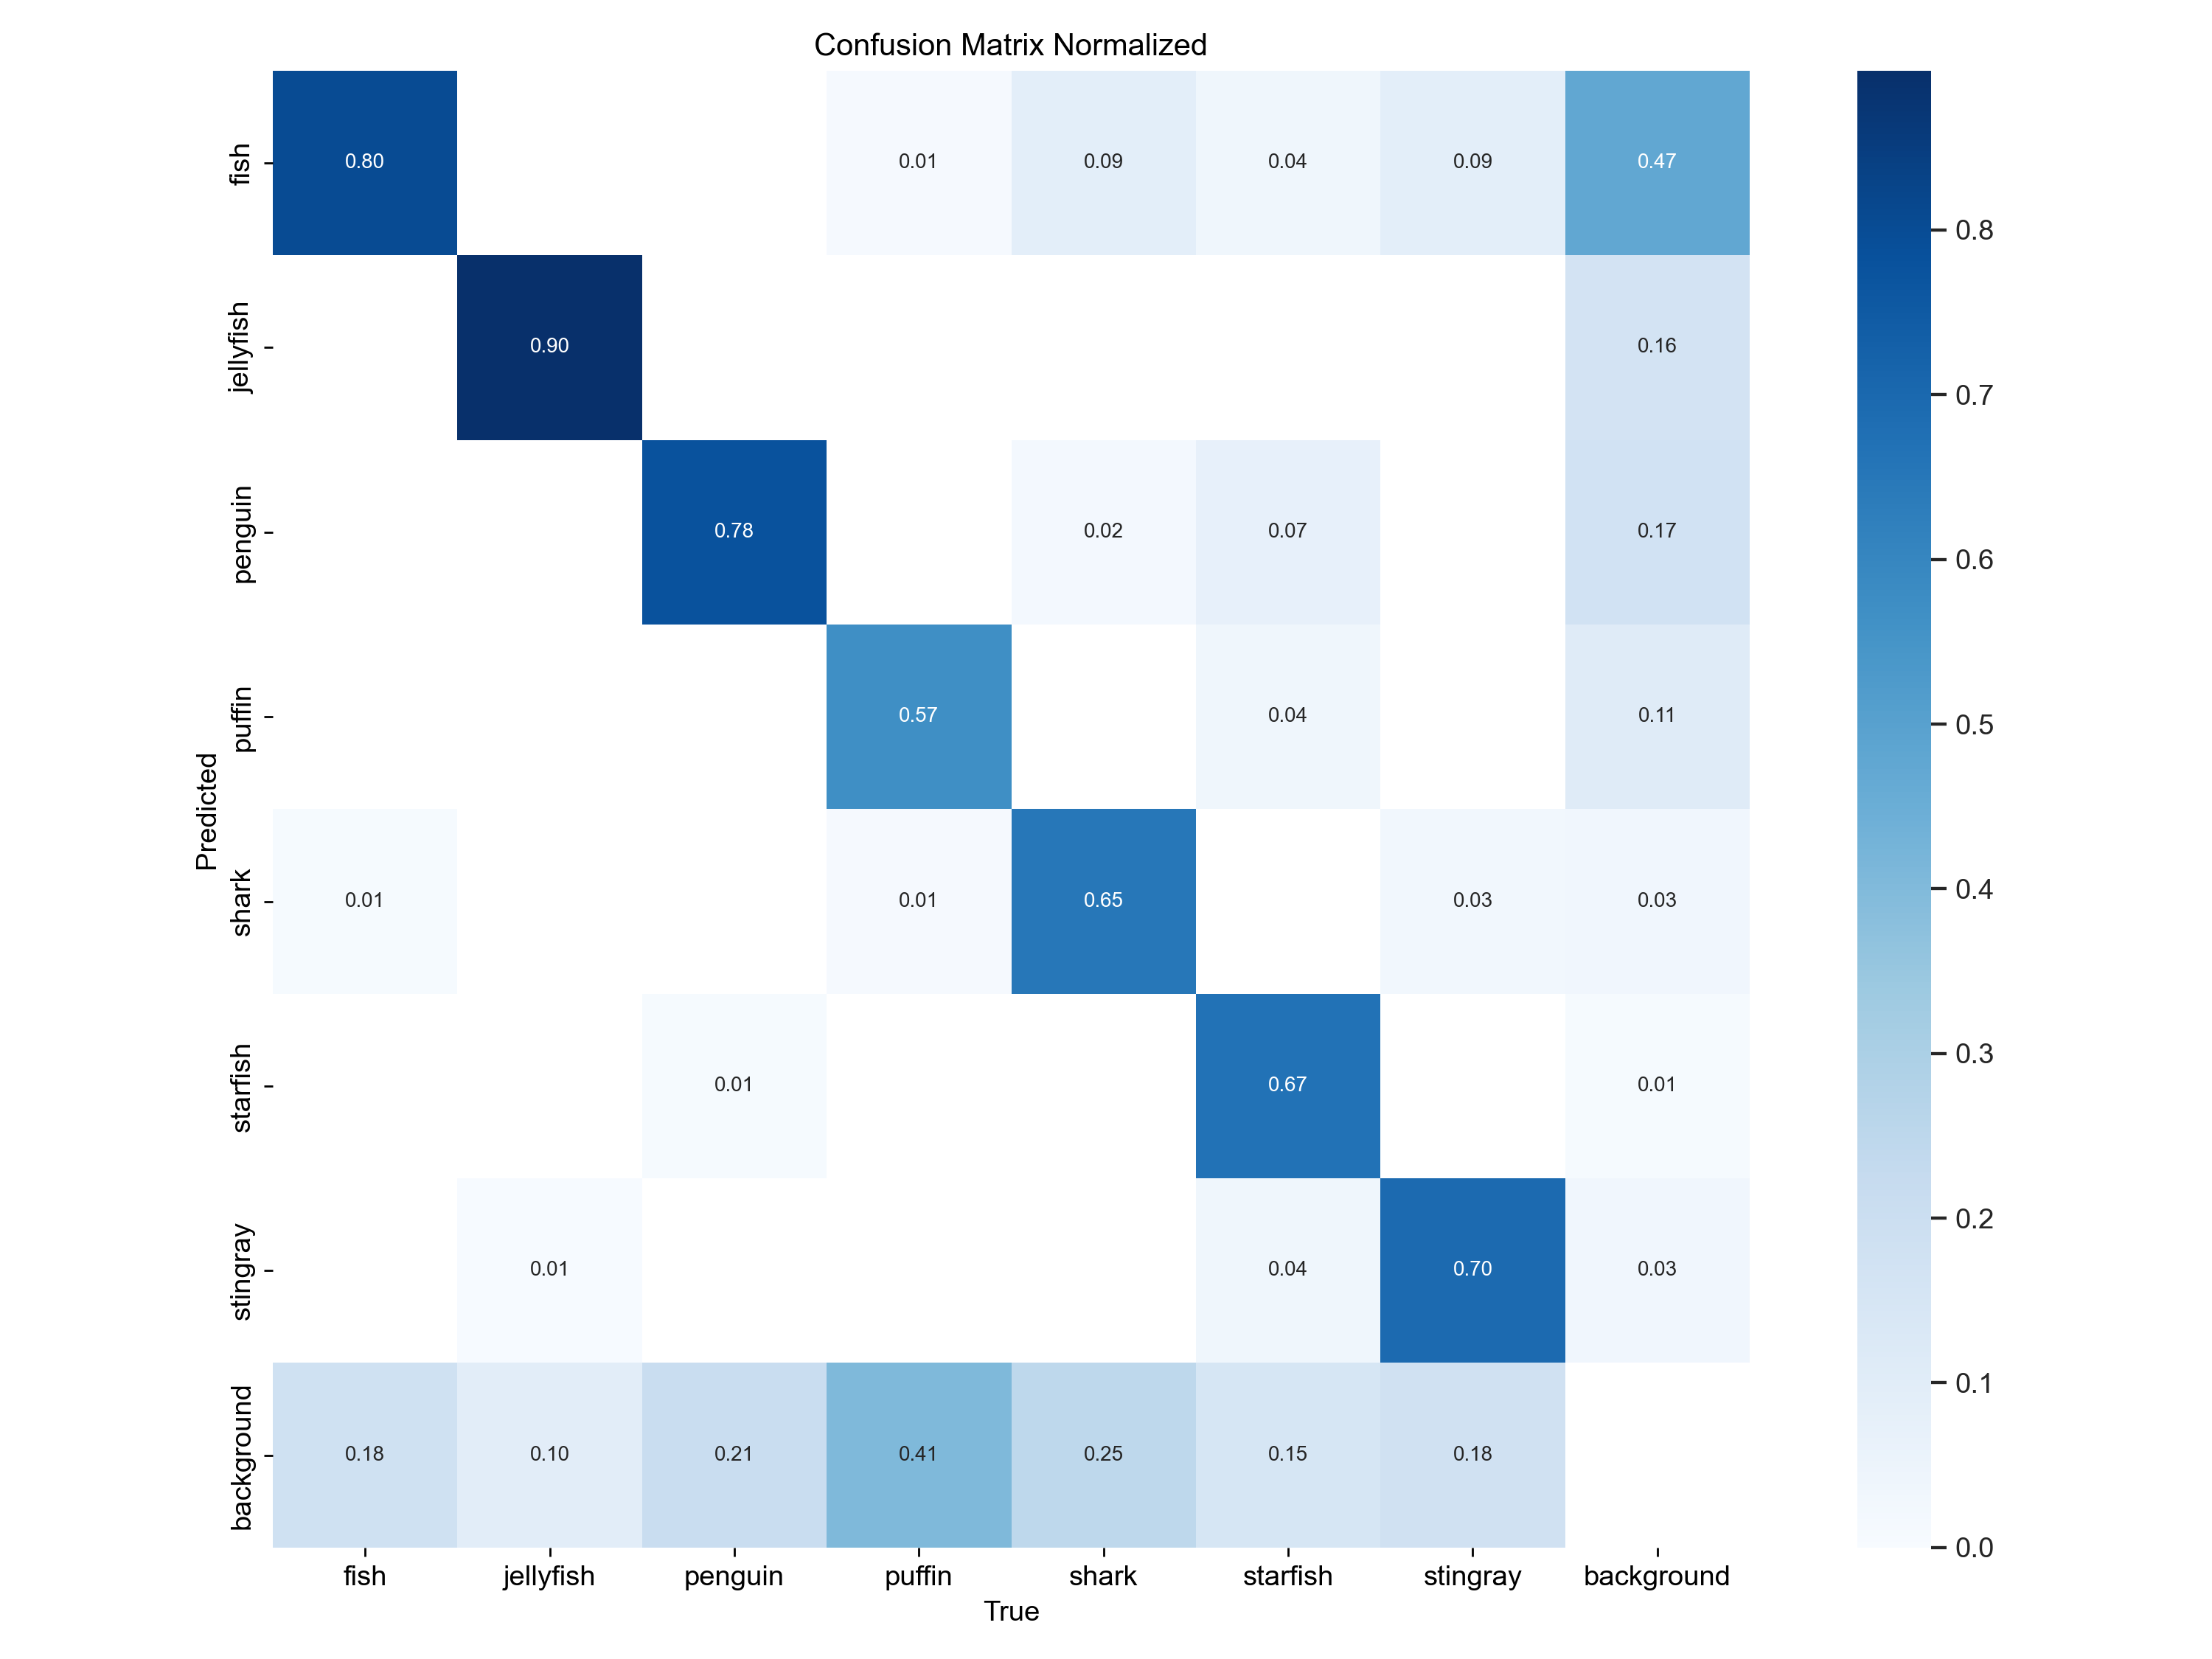 Confusion Matrix Normalized
fish
0.80
0.01
0.09
0.04
0.09
0.47
jellyfish
0.90
0.16
penguin
0.78
0.02
0.07
0.17
puffin
0.57
0.04
0.11
shark
0.01
0.01
0.65
0.03
0.03
starfish
0.01
0.67
0.01
stingray
0.01
0.04
0.70
0.03
background
0.18
0.10
0.21
0.41
0.25
0.15
0.18
Predicted
fish
jellyfish
penguin
puffin
shark
starfish
stingray
background
True
0.8
0.7
0.6
0.5
0.4
0.3
0.2
0.1
0.0